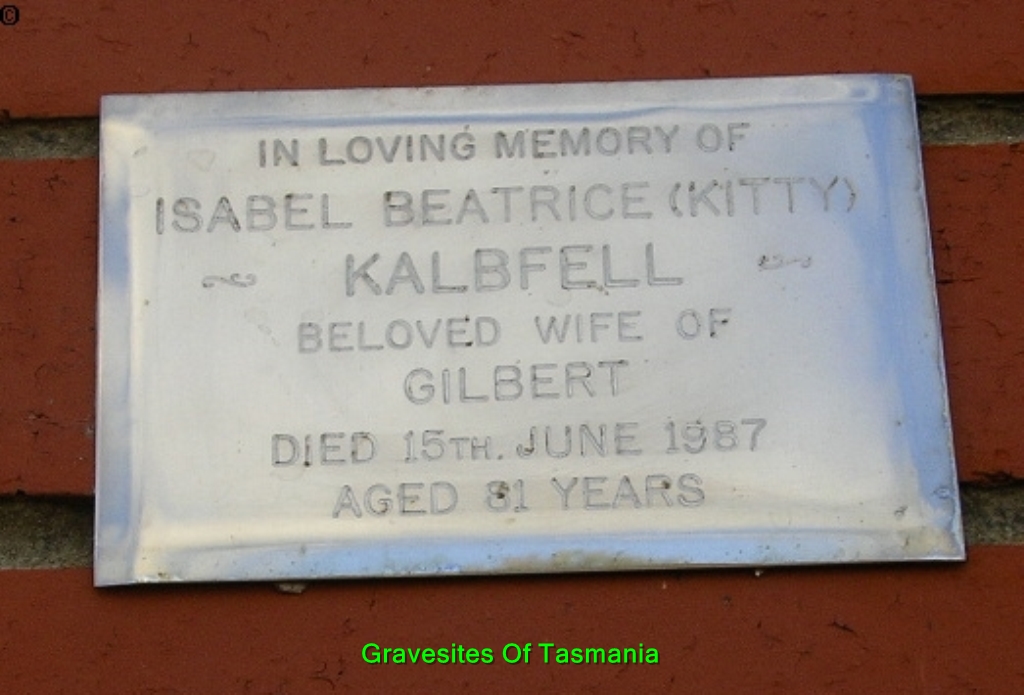 ©
IN LOVING MEMORY OF
ISABEL BEATRICE (KITTY)
KALBFELL
BELOVED WIFE OF
GILBERT
DIED 15TH. JUNE 1987
AGED 81 YEARS
Gravesites Of Tasmania